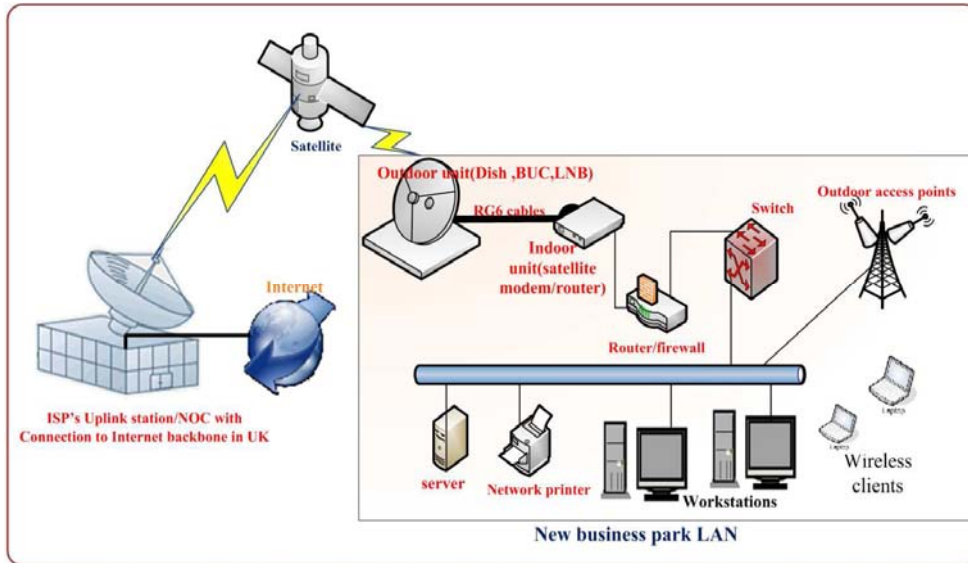 Satellite
Outdoor unit(Dish ,BUC,LNB)
RG6 cables
Indoor
unit(satellite
modem/router)
Switch
Outdoor access points
Internet
Router/firewall
ISP's Uplink station/NOC with
Connection to Internet backbone in UK
Laptop
Laptop
server
Network printer
Workstations
Wireless
clients
New business park LAN